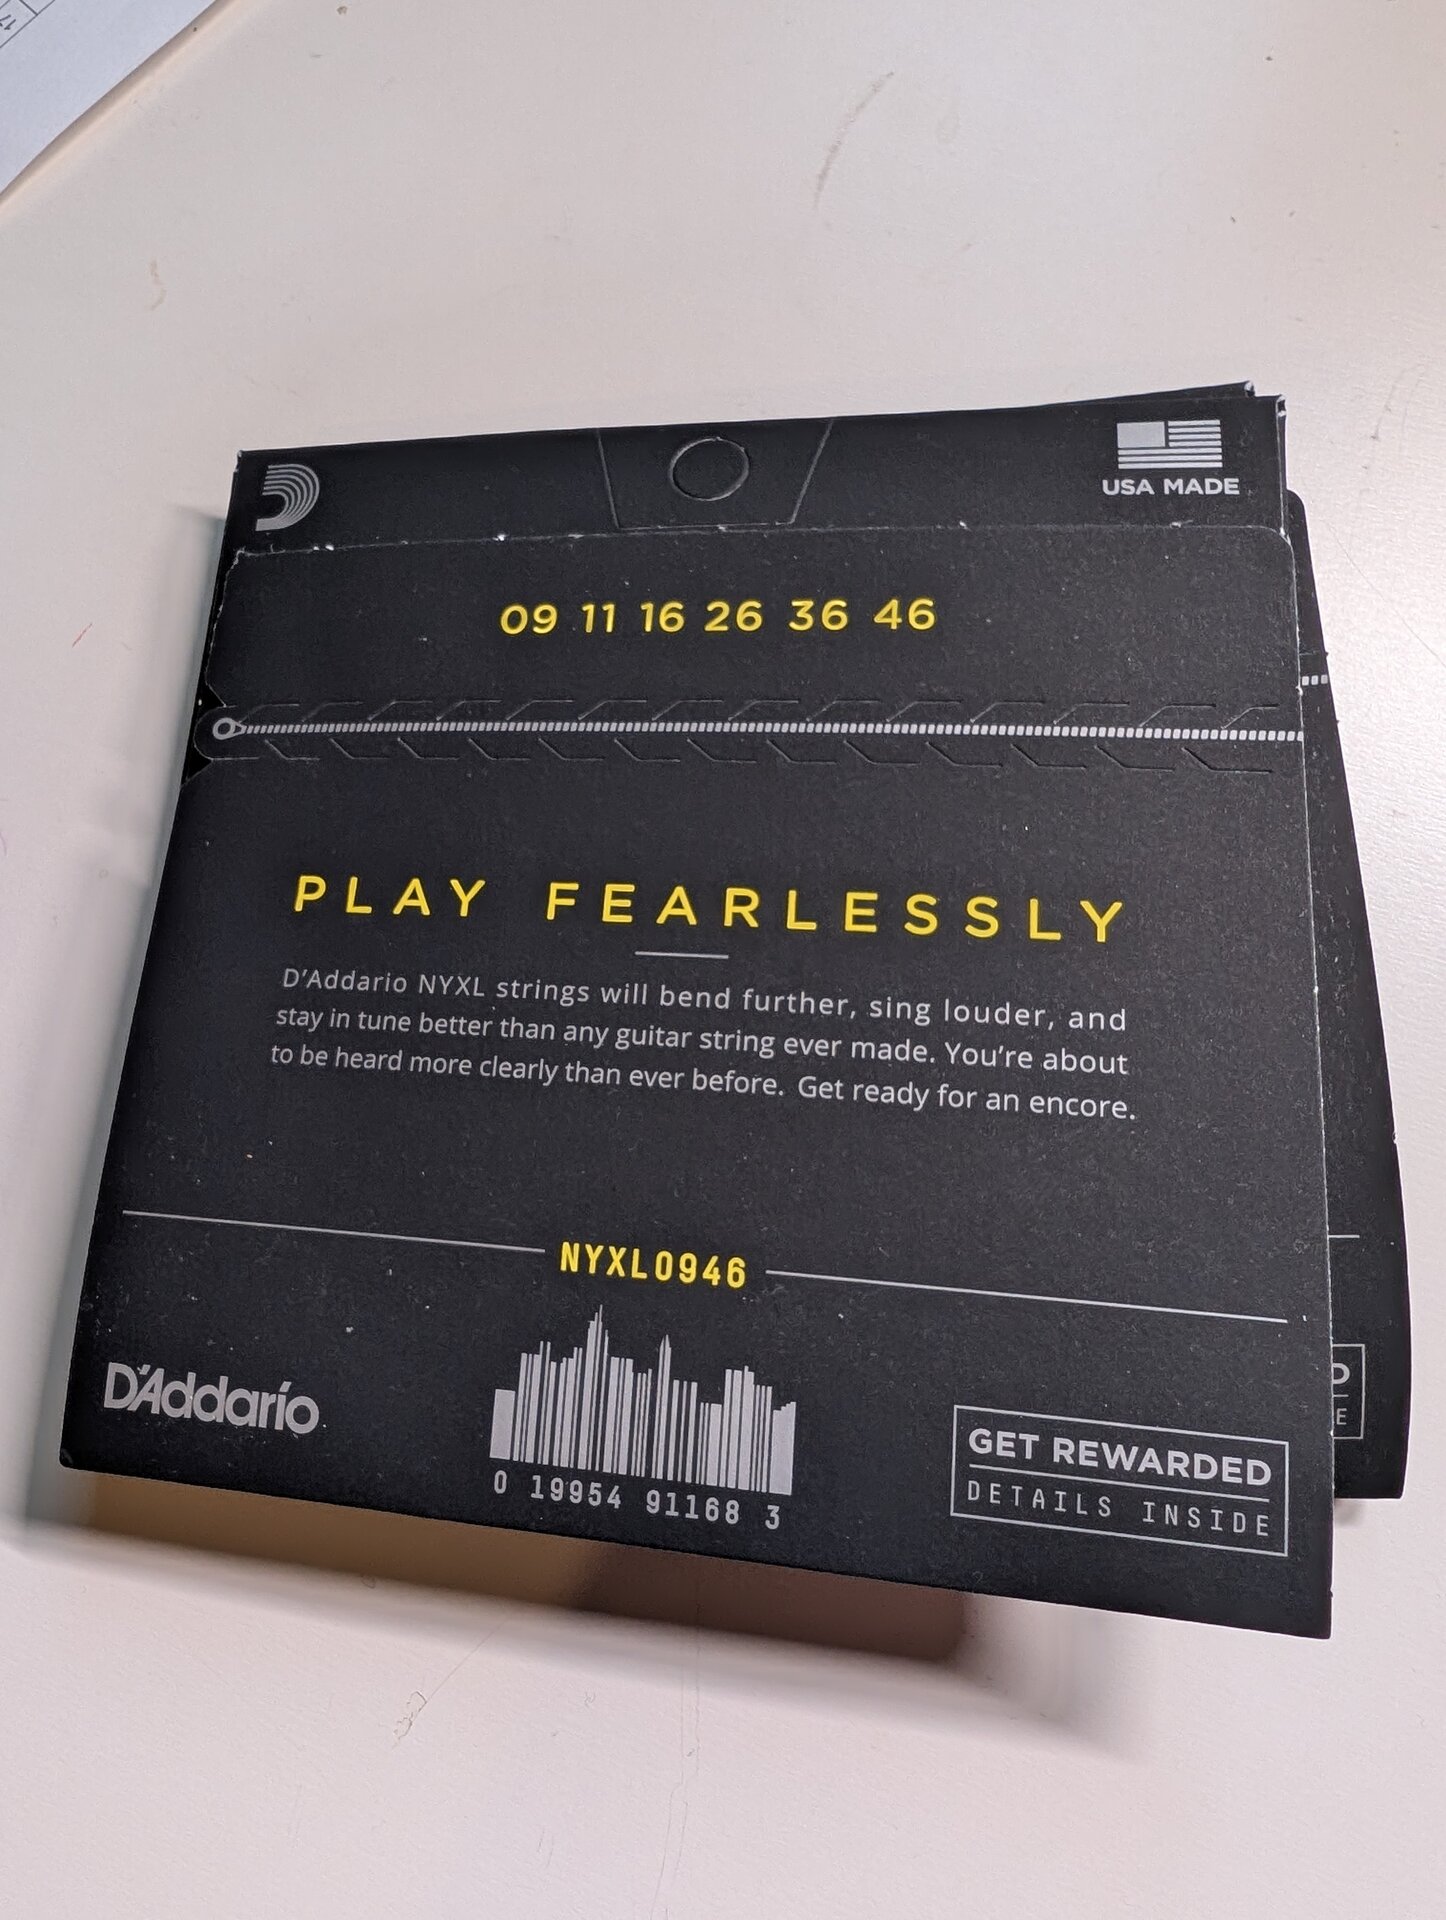 USA MADE
09 11 16 26 36 46
PLAY FEARLESSLY
D'Addario NYXL strings will bend further, sing louder, and
stay in tune better than any guitar string ever made. You're about
to be heard more clearly than ever before. Get ready for an encore.
NYXL0946
D'Addario
0 19954 91168 3
GET REWARDED
DETAILS INSIDE
D
E
17